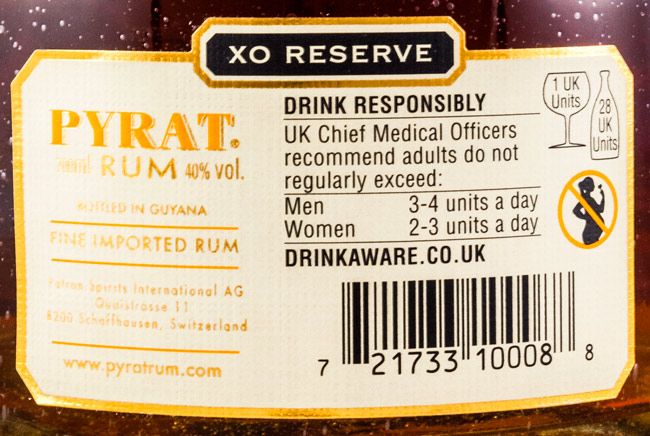 XO RESERVE
PYRAT®
700ml RUM 40% vol.
BOTTLED IN GUYANA
FINE IMPORTED RUM
Patron Spirits International AG
Quaistrasse 11
8200 Schaffhausen, Switzerland
www.pyratrum.com
DRINK RESPONSIBLY
UK Chief Medical Officers
recommend adults do not
regularly exceed:
Men 3-4 units a day
Women 2-3 units a day
DRINKAWARE.CO.UK
1 UK
Units
28
UK
Units
7 21733 10008 8